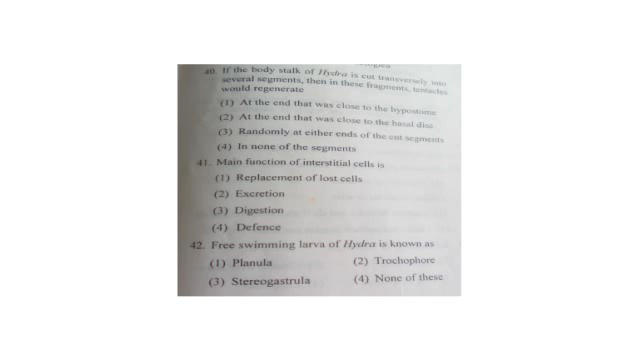 40. If the body stalk of Hydra is cut transversely into
several segments, then in these fragments, tentacles
would regenerate
(1) At the end that was close to the hypostome
(2) At the end that was close to the basal disc
(3) Randomly at either ends of the cut segments
(4) In none of the segments
41. Main function of interstitial cells is
(1) Replacement of lost cells
(2) Excretion
(3) Digestion
(4) Defence
42. Free swimming larva of Hydra is known as
(1) Planula (2) Trochophore
(3) Stereogastrula (4) None of these